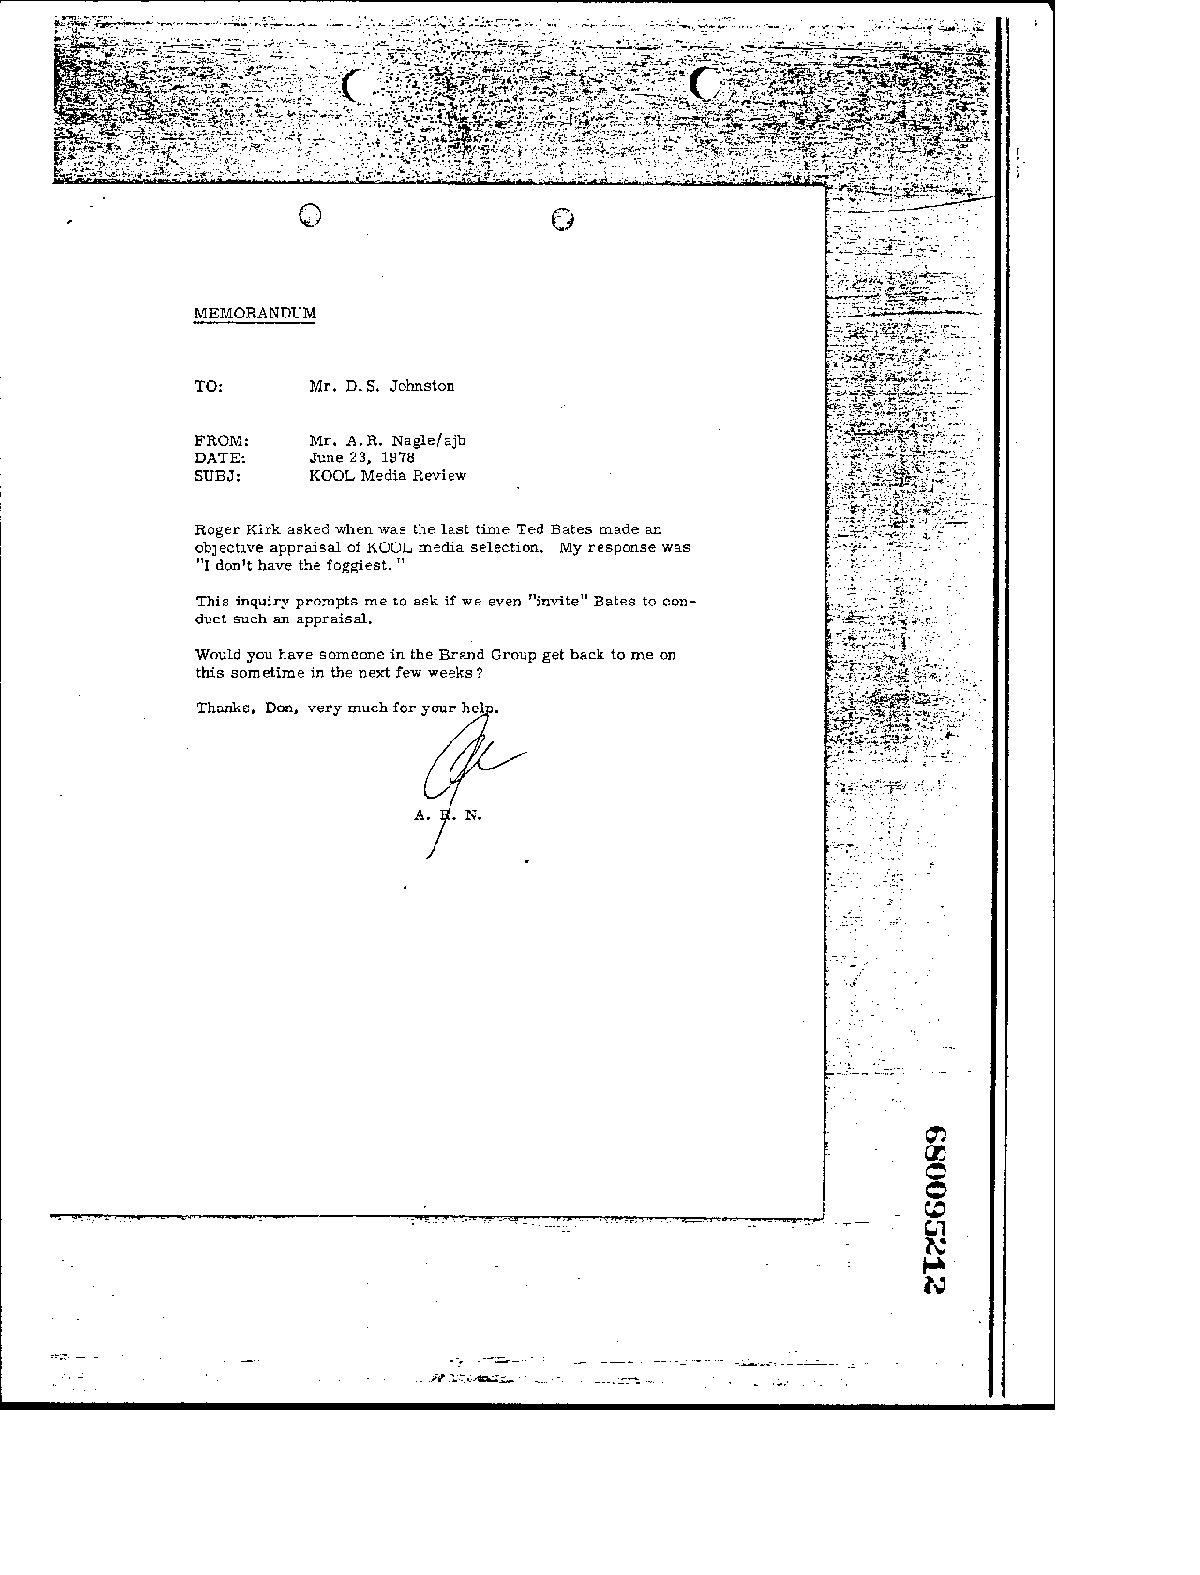 MEMORANDUM
TO: Mr. D.S. Johnston
FROM: Mr. A.R. Nagle/ajb
DATE: June 23, 1978
SUBJ: KOOL Media Review
Roger Kirk asked when was the last time Ted Bates made an
objective appraisal of KOOL media selection. My response was
"I don't have the foggiest."
This inquiry prompts me to ask if we even "invite" Bates to con-
duct such an appraisal.
Would you have someone in the Brand Group get back to me on
this sometime in the next few weeks?
Thanks, Don, very much for your help.
A. R. N.
680095212